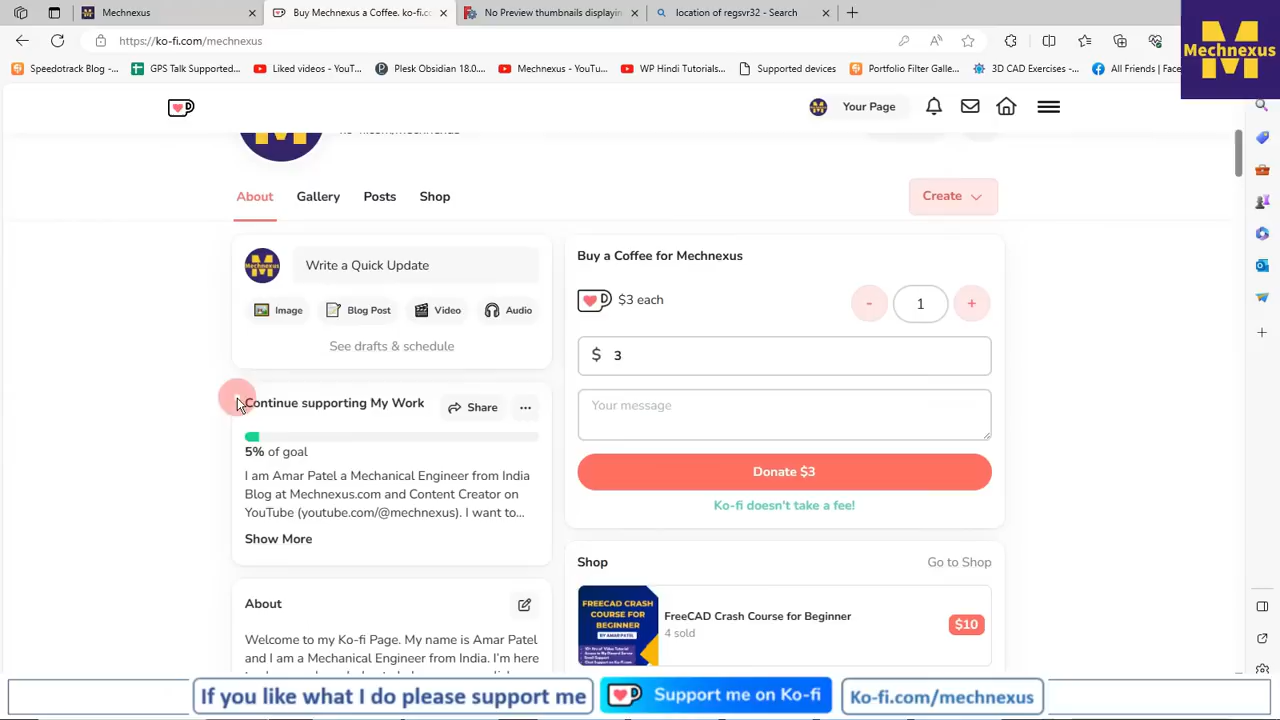 Mechnexus
Buy Mechnexus a Coffee. ko-fi.c
No Preview thumbnails displayin
location of regsvr32 - Search
https://ko-fi.com/mechnexus
Speedotrack Blog -...
GPS Talk Supported...
Liked videos - YouT...
Plesk Obsidian 18.0...
Mechnexus - YouTu...
WP Hindi Tutorials...
Supported devices
Portfolio Filter Galle...
3D CAD Exercises -...
All Friends | Face
Mechnexus
Your Page
About
Gallery
Posts
Shop
Create
Mechnexus
Write a Quick Update
Image
Blog Post
Video
Audio
See drafts & schedule
Continue supporting My Work
Share
5% of goal
I am Amar Patel a Mechanical Engineer from India
Blog at Mechnexus.com and Content Creator on
YouTube (youtube.com/@mechnexus). I want to...
Show More
About
Welcome to my Ko-fi Page. My name is Amar Patel
and I am a Mechanical Engineer from India. I'm here
Buy a Coffee for Mechnexus
$3 each
-
1
+
$ 3
Your message
Donate $3
Ko-fi doesn't take a fee!
Shop
Go to Shop
FREECAD CRASH
COURSE FOR
BEGINNER
BY AMAR PATEL
FreeCAD Crash Course for Beginner
4 sold
$10
If you like what I do please support me
Support me on Ko-fi
Ko-fi.com/mechnexus